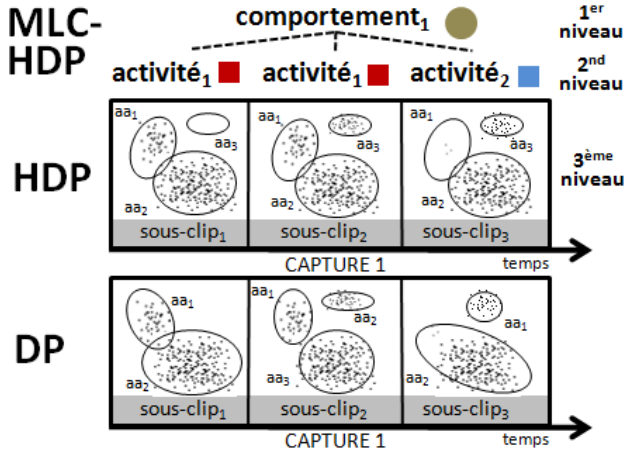 MLC-
HDP
comportement₁
1er
niveau
activité₁ activité₁ activité₂
2nd
niveau
HDP
aa₁ aa₃ aa₂ sous-clip₁
aa₁ aa₃ aa₂ sous-clip₂
aa₁ aa₃ aa₂ sous-clip₃
3ème
niveau
CAPTURE 1 temps
DP
aa₁ aa₂ sous-clip₁
aa₁ aa₂ aa₃ sous-clip₂
aa₁ aa₂ sous-clip₃
CAPTURE 1 temps